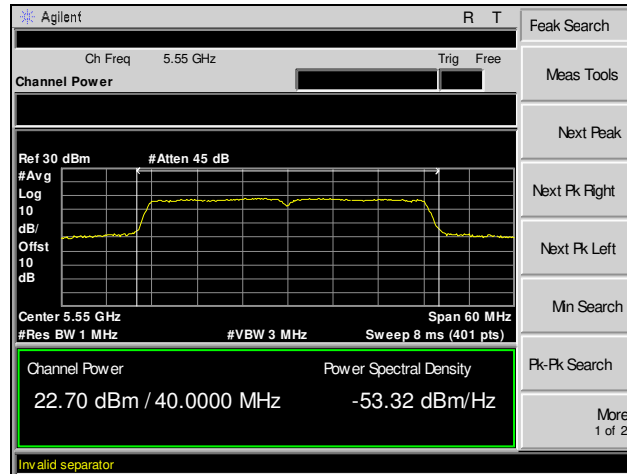 Agilent R T
Ch Freq 5.55 GHz Trig Free
Channel Power
Ref 30 dBm #Atten 45 dB
#Avg
Log
10
dB/
Offst
10
dB
Center 5.55 GHz Span 60 MHz
#Res BW 1 MHz #VBW 3 MHz Sweep 8 ms (401 pts)
Channel Power Power Spectral Density
22.70 dBm / 40.0000 MHz -53.32 dBm/Hz
Invalid separator
Peak Search
Meas Tools
Next Peak
Next Pk Right
Next Pk Left
Min Search
Pk-Pk Search
More
1 of 2